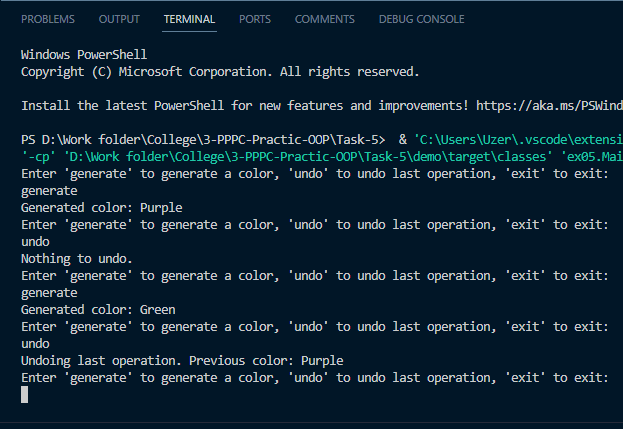 PROBLEMS OUTPUT TERMINAL PORTS COMMENTS DEBUG CONSOLE
Windows PowerShell
Copyright (C) Microsoft Corporation. All rights reserved.
Install the latest PowerShell for new features and improvements! https://aka.ms/PSWind
PS D:\Work folder\College\3-PPPC-Practic-OOP\Task-5> & 'C:\Users\Uzer\.vscode\extensi
'-cp' 'D:\Work folder\College\3-PPPC-Practic-OOP\Task-5\demo\target\classes' 'ex05.Mai
Enter 'generate' to generate a color, 'undo' to undo last operation, 'exit' to exit:
generate
Generated color: Purple
Enter 'generate' to generate a color, 'undo' to undo last operation, 'exit' to exit:
undo
Nothing to undo.
Enter 'generate' to generate a color, 'undo' to undo last operation, 'exit' to exit:
generate
Generated color: Green
Enter 'generate' to generate a color, 'undo' to undo last operation, 'exit' to exit:
undo
Undoing last operation. Previous color: Purple
Enter 'generate' to generate a color, 'undo' to undo last operation, 'exit' to exit: